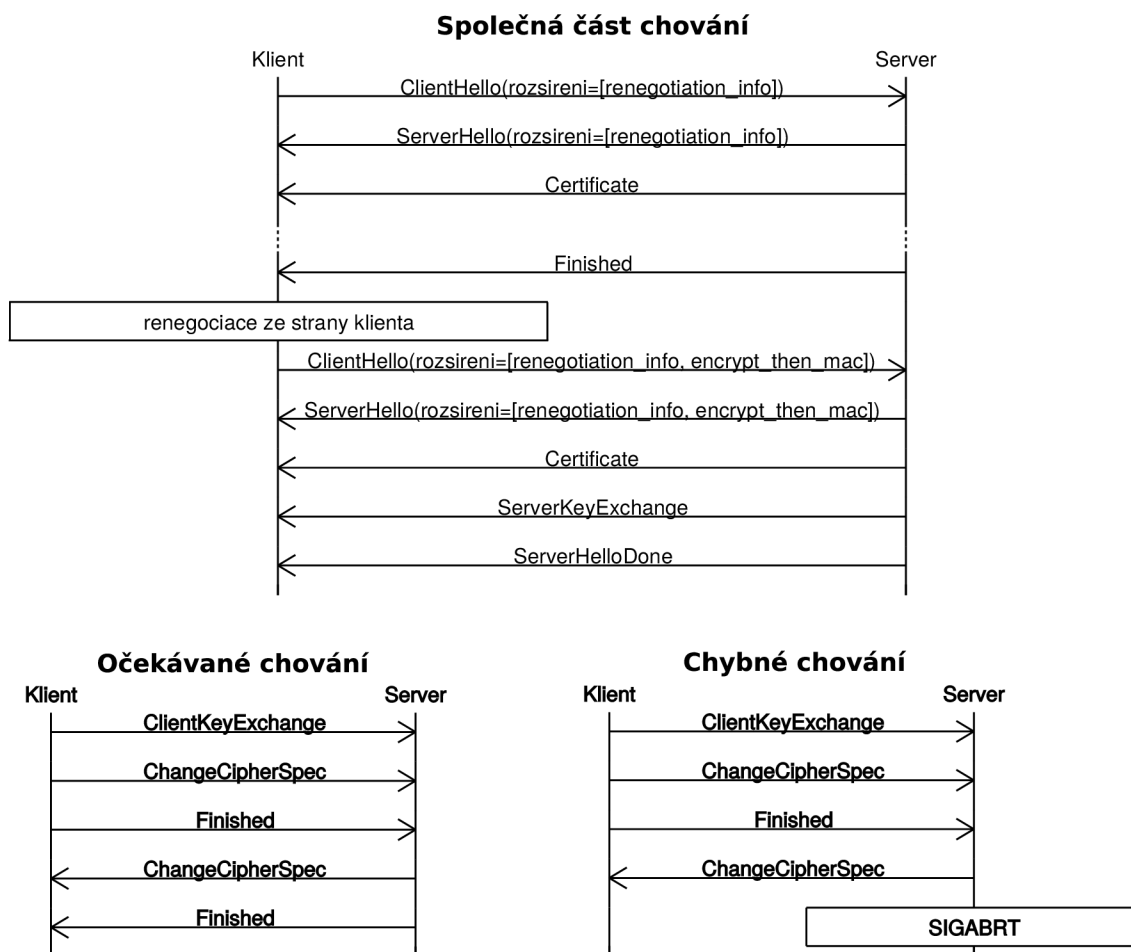 Společná část chování
Klient
Server
ClientHello(rozsireni=[renegotiation_info])
ServerHello(rozsireni=[renegotiation_info])
Certificate
Finished
renegociace ze strany klienta
ClientHello(rozsireni=[renegotiation_info, encrypt_then_mac])
ServerHello(rozsireni=[renegotiation_info, encrypt_then_mac])
Certificate
ServerKeyExchange
ServerHelloDone
Očekávané chování
Klient
Server
ClientKeyExchange
ChangeCipherSpec
Finished
ChangeCipherSpec
Finished
Chybné chování
Klient
Server
ClientKeyExchange
ChangeCipherSpec
Finished
ChangeCipherSpec
SIGABRT